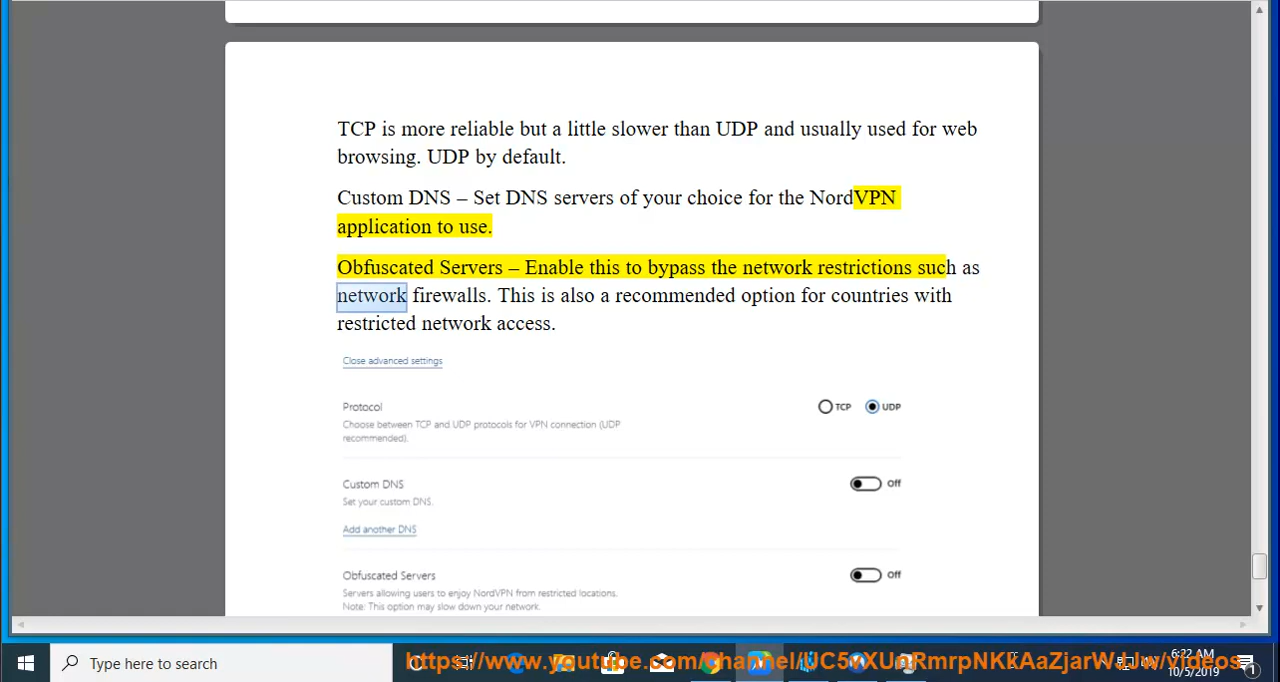 TCP is more reliable but a little slower than UDP and usually used for web
browsing. UDP by default.
Custom DNS – Set DNS servers of your choice for the NordVPN
application to use.
Obfuscated Servers – Enable this to bypass the network restrictions such as
network firewalls. This is also a recommended option for countries with
restricted network access.
Close advanced settings
Protocol
TCP
UDP
Choose between TCP and UDP protocols for VPN connection (UDP
recommended).
Custom DNS
Off
Set your custom DNS.
Add another DNS
Obfuscated Servers
Off
Servers allowing users to enjoy NordVPN from restricted locations.
Note: This option may slow down your network.
Type here to search
6:22 AM
10/5/2019
1